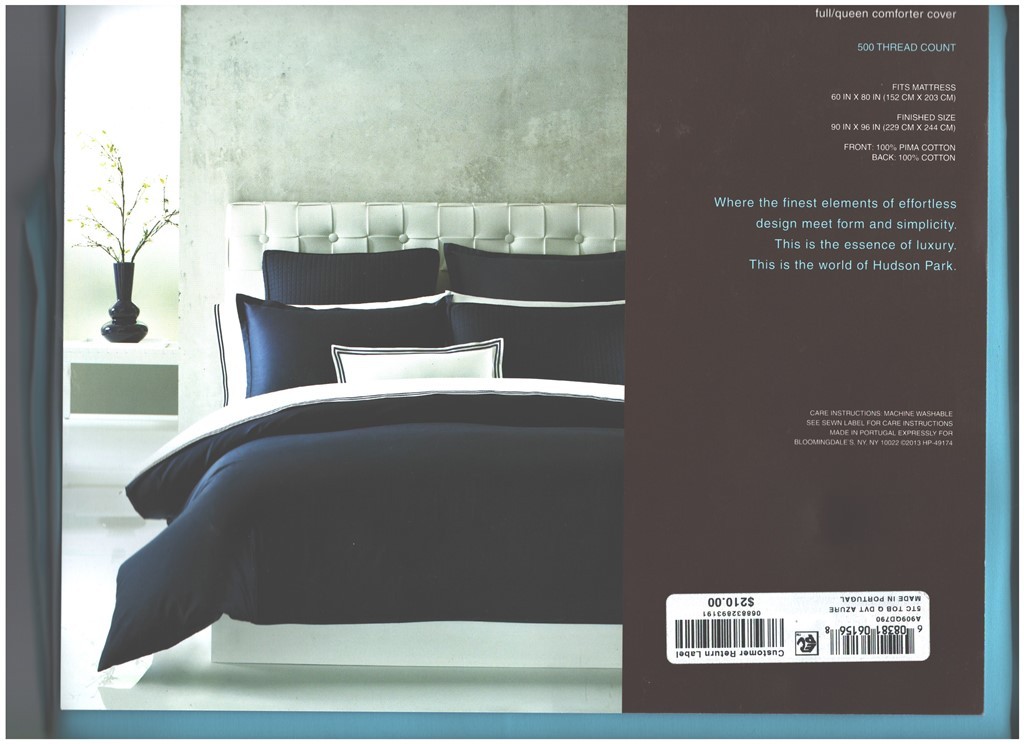 full/queen comforter cover
500 THREAD COUNT
FITS MATTRESS
60 IN X 80 IN (152 CM X 203 CM)
FINISHED SIZE
90 IN X 96 IN (229 CM X 244 CM)
FRONT: 100% PIMA COTTON
BACK: 100% COTTON
Where the finest elements of effortless
design meet form and simplicity.
This is the essence of luxury.
This is the world of Hudson Park.
CARE INSTRUCTIONS: MACHINE WASHABLE
SEE SEWN LABEL FOR CARE INSTRUCTIONS
MADE IN PORTUGAL EXPRESSLY FOR
BLOOMINGDALE'S, NY, NY 10022 ©2013 HP-49174
Customer Return Label
6 08381 06156 8
A909QD790
5TC TOB Q DVT AZURE
MADE IN PORTUGAL
068832893191
$210.00